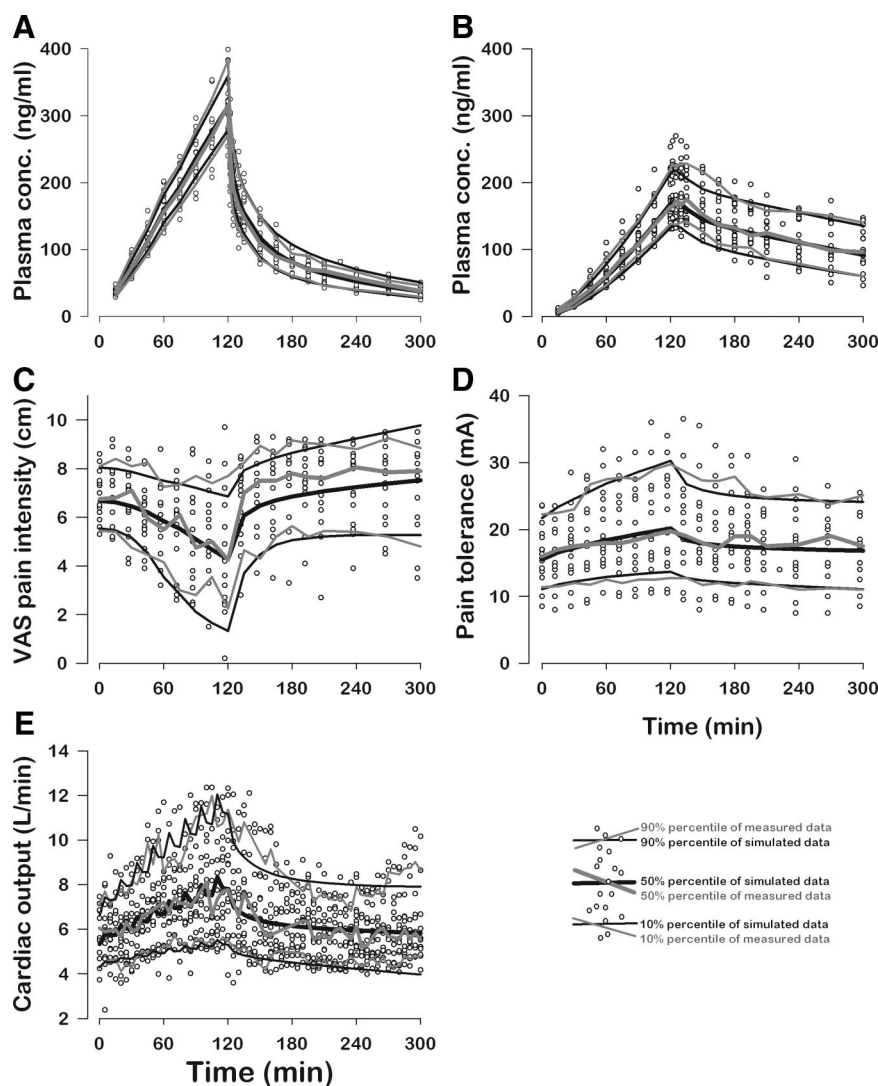 A
B
Plasma conc. (ng/ml)
400
300
200
100
0
0 60 120 180 240 300
Plasma conc. (ng/ml)
400
300
200
100
0
0 60 120 180 240 300
C
D
VAS pain intensity (cm)
10
8
6
4
2
0
0 60 120 180 240 300
Pain tolerance (mA)
40
30
20
10
0
0 60 120 180 240 300
Time (min)
E
Cardiac output (L/min)
14
12
10
8
6
4
2
0 60 120 180 240 300
Time (min)
90% percentile of measured data
90% percentile of simulated data
50% percentile of simulated data
50% percentile of measured data
10% percentile of simulated data
10% percentile of measured data